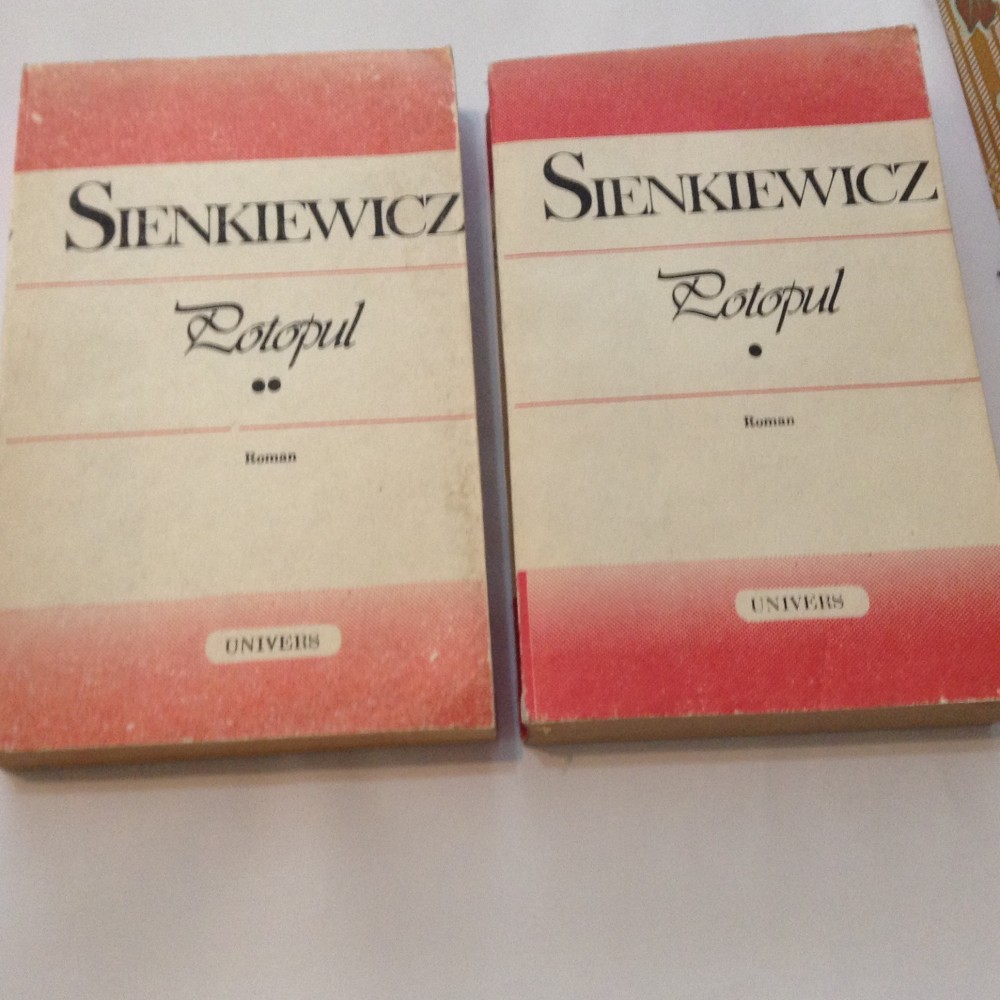 SIENKIEWICZ
Potopul
••
Roman
UNIVERS
SIENKIEWICZ
Potopul
•
Roman
UNIVERS